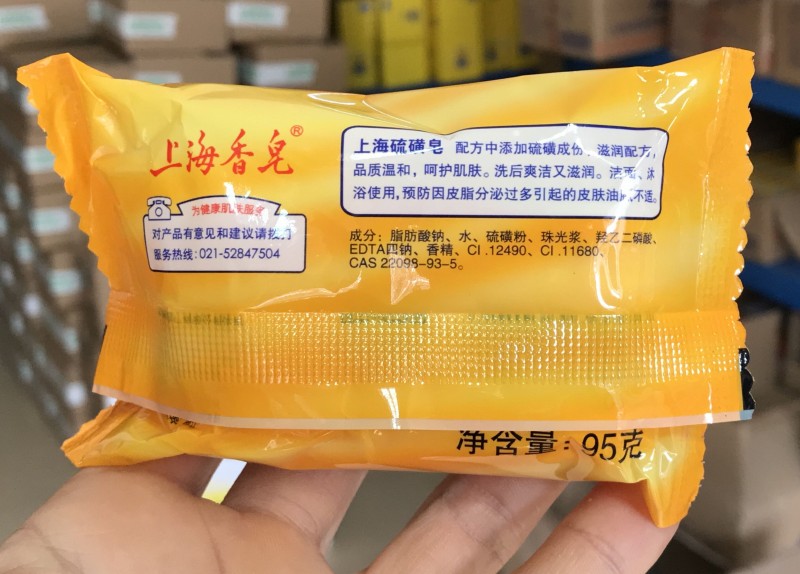 上海香皂®
为健康肌肤服务
对产品有意见和建议请拨打
服务热线:021-52847504
上海硫磺皂 配方中添加硫磺成份、滋润配方,
品质温和,呵护肌肤。洗后爽洁又滋润。洁面、沐
浴使用,预防因皮脂分泌过多引起的皮肤油腻不适。
成分:脂肪酸钠、水、硫磺粉、珠光浆、羟乙二磷酸、
EDTA四钠、香精、CI .12490、CI .11680、
CAS 22098-93-5。
净含量:95克